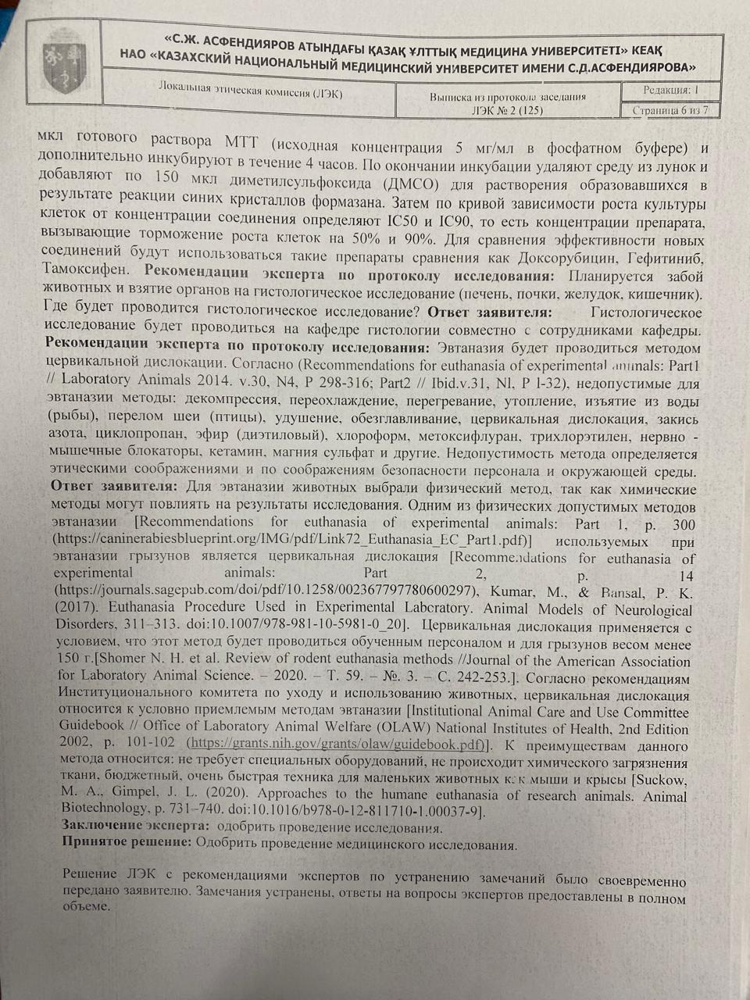 «С.Ж. АСФЕНДИЯРОВ АТЫНДАҒЫ ҚАЗАҚ ҰЛТТЫҚ МЕДИЦИНА УНИВЕРСИТЕТІ» КЕАҚ
НАО «КАЗАХСКИЙ НАЦИОНАЛЬНЫЙ МЕДИЦИНСКИЙ УНИВЕРСИТЕТ ИМЕНИ С.Д.АСФЕНДИЯРОВА»
Локальная этическая комиссия (ЛЭК)
Выписка из протокола заседания
ЛЭК № 2 (125)
Редакция: 1
Страница 6 из 7
мкл готового раствора МТТ (исходная концентрация 5 мг/мл в фосфатном буфере) и
дополнительно инкубируют в течение 4 часов. По окончании инкубации удаляют среду из лунок и
добавляют по 150 мкл диметилсульфоксида (ДМСО) для растворения образовавшихся в
результате реакции синих кристаллов формазана. Затем по кривой зависимости роста культуры
клеток от концентрации соединения определяют IC50 и IC90, то есть концентрации препарата,
вызывающие торможение роста клеток на 50% и 90%. Для сравнения эффективности новых
соединений будут использоваться такие препараты сравнения как Доксорубицин, Гефитиниб,
Тамоксифен. Рекомендации эксперта по протоколу исследования: Планируется забой
животных и взятие органов на гистологическое исследование (печень, почки, желудок, кишечник).
Где будет проводится гистологическое исследование? Ответ заявителя: Гистологическое
исследование будет проводиться на кафедре гистологии совместно с сотрудниками кафедры.
Рекомендации эксперта по протоколу исследования: Эвтаназия будет проводиться методом
цервикальной дислокации. Согласно (Recommendations for euthanasia of experimental animals: Part1
// Laboratory Animals 2014. v.30, N4, P 298-316; Part2 // Ibid.v.31, Nl, P l-32), недопустимые для
эвтаназии методы: декомпрессия, переохлаждение, перегревание, утопление, изъятие из воды
(рыбы), перелом шеи (птицы), удушение, обезглавливание, цервикальная дислокация, закись
азота, циклопропан, эфир (диэтиловый), хлороформ, метоксифлуран, трихлорэтилен, нервно -
мышечные блокаторы, кетамин, магния сульфат и другие. Недопустимость метода определяется
этическими соображениями и по соображениям безопасности персонала и окружающей среды.
Ответ заявителя: Для эвтаназии животных выбрали физический метод, так как химические
методы могут повлиять на результаты исследования. Одним из физических допустимых методов
эвтаназии [Recommendations for euthanasia of experimental animals: Part 1, p. 300
(https://caninerabiesblueprint.org/IMG/pdf/Link72_Euthanasia_EC_Part1.pdf)] используемых при
эвтаназии грызунов является цервикальная дислокация [Recommendations for euthanasia of
experimental animals: Part 2, p. 14
(https://journals.sagepub.com/doi/pdf/10.1258/002367797780600297), Kumar, M., & Bansal, P. K.
(2017). Euthanasia Procedure Used in Experimental Laboratory. Animal Models of Neurological
Disorders, 311–313. doi:10.1007/978-981-10-5981-0_20]. Цервикальная дислокация применяется с
условием, что этот метод будет проводиться обученным персоналом и для грызунов весом менее
150 г.[Shomer N. H. et al. Review of rodent euthanasia methods //Journal of the American Association
for Laboratory Animal Science. – 2020. – Т. 59. – №. 3. – С. 242-253.]. Согласно рекомендациям
Институционального комитета по уходу и использованию животных, цервикальная дислокация
относится к условно приемлемым методам эвтаназии [Institutional Animal Care and Use Committee
Guidebook // Office of Laboratory Animal Welfare (OLAW) National Institutes of Health, 2nd Edition
2002, p. 101-102 (https://grants.nih.gov/grants/olaw/guidebook.pdf)]. К преимуществам данного
метода относится: не требует специальных оборудований, не происходит химического загрязнения
ткани, бюджетный, очень быстрая техника для маленьких животных как мыши и крысы [Suckow,
M. A., Gimpel, J. L. (2020). Approaches to the humane euthanasia of research animals. Animal
Biotechnology, p. 731–740. doi:10.1016/b978-0-12-811710-1.00037-9].
Заключение эксперта: одобрить проведение исследования.
Принятое решение: Одобрить проведение медицинского исследования.
Решение ЛЭК с рекомендациями экспертов по устранению замечаний было своевременно
передано заявителю. Замечания устранены, ответы на вопросы экспертов предоставлены в полном
объеме.